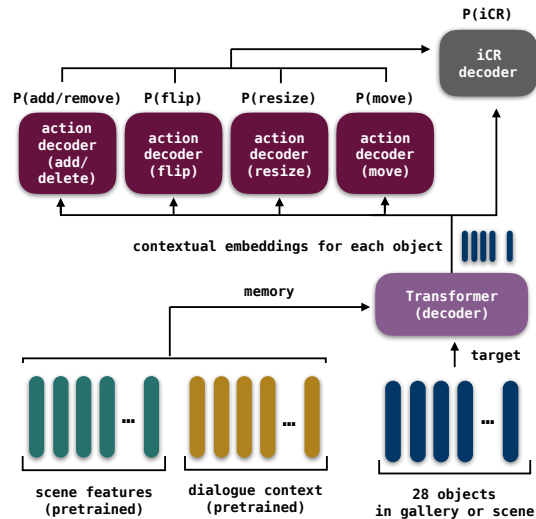 P(iCR)
iCR
decoder
P(add/remove) P(flip) P(resize) P(move)
action
decoder
(add/
delete)
action
decoder
(flip)
action
decoder
(resize)
action
decoder
(move)
contextual embeddings for each object
memory
Transformer
(decoder)
target
...
...
...
scene features
(pretrained)
dialogue context
(pretrained)
28 objects
in gallery or scene